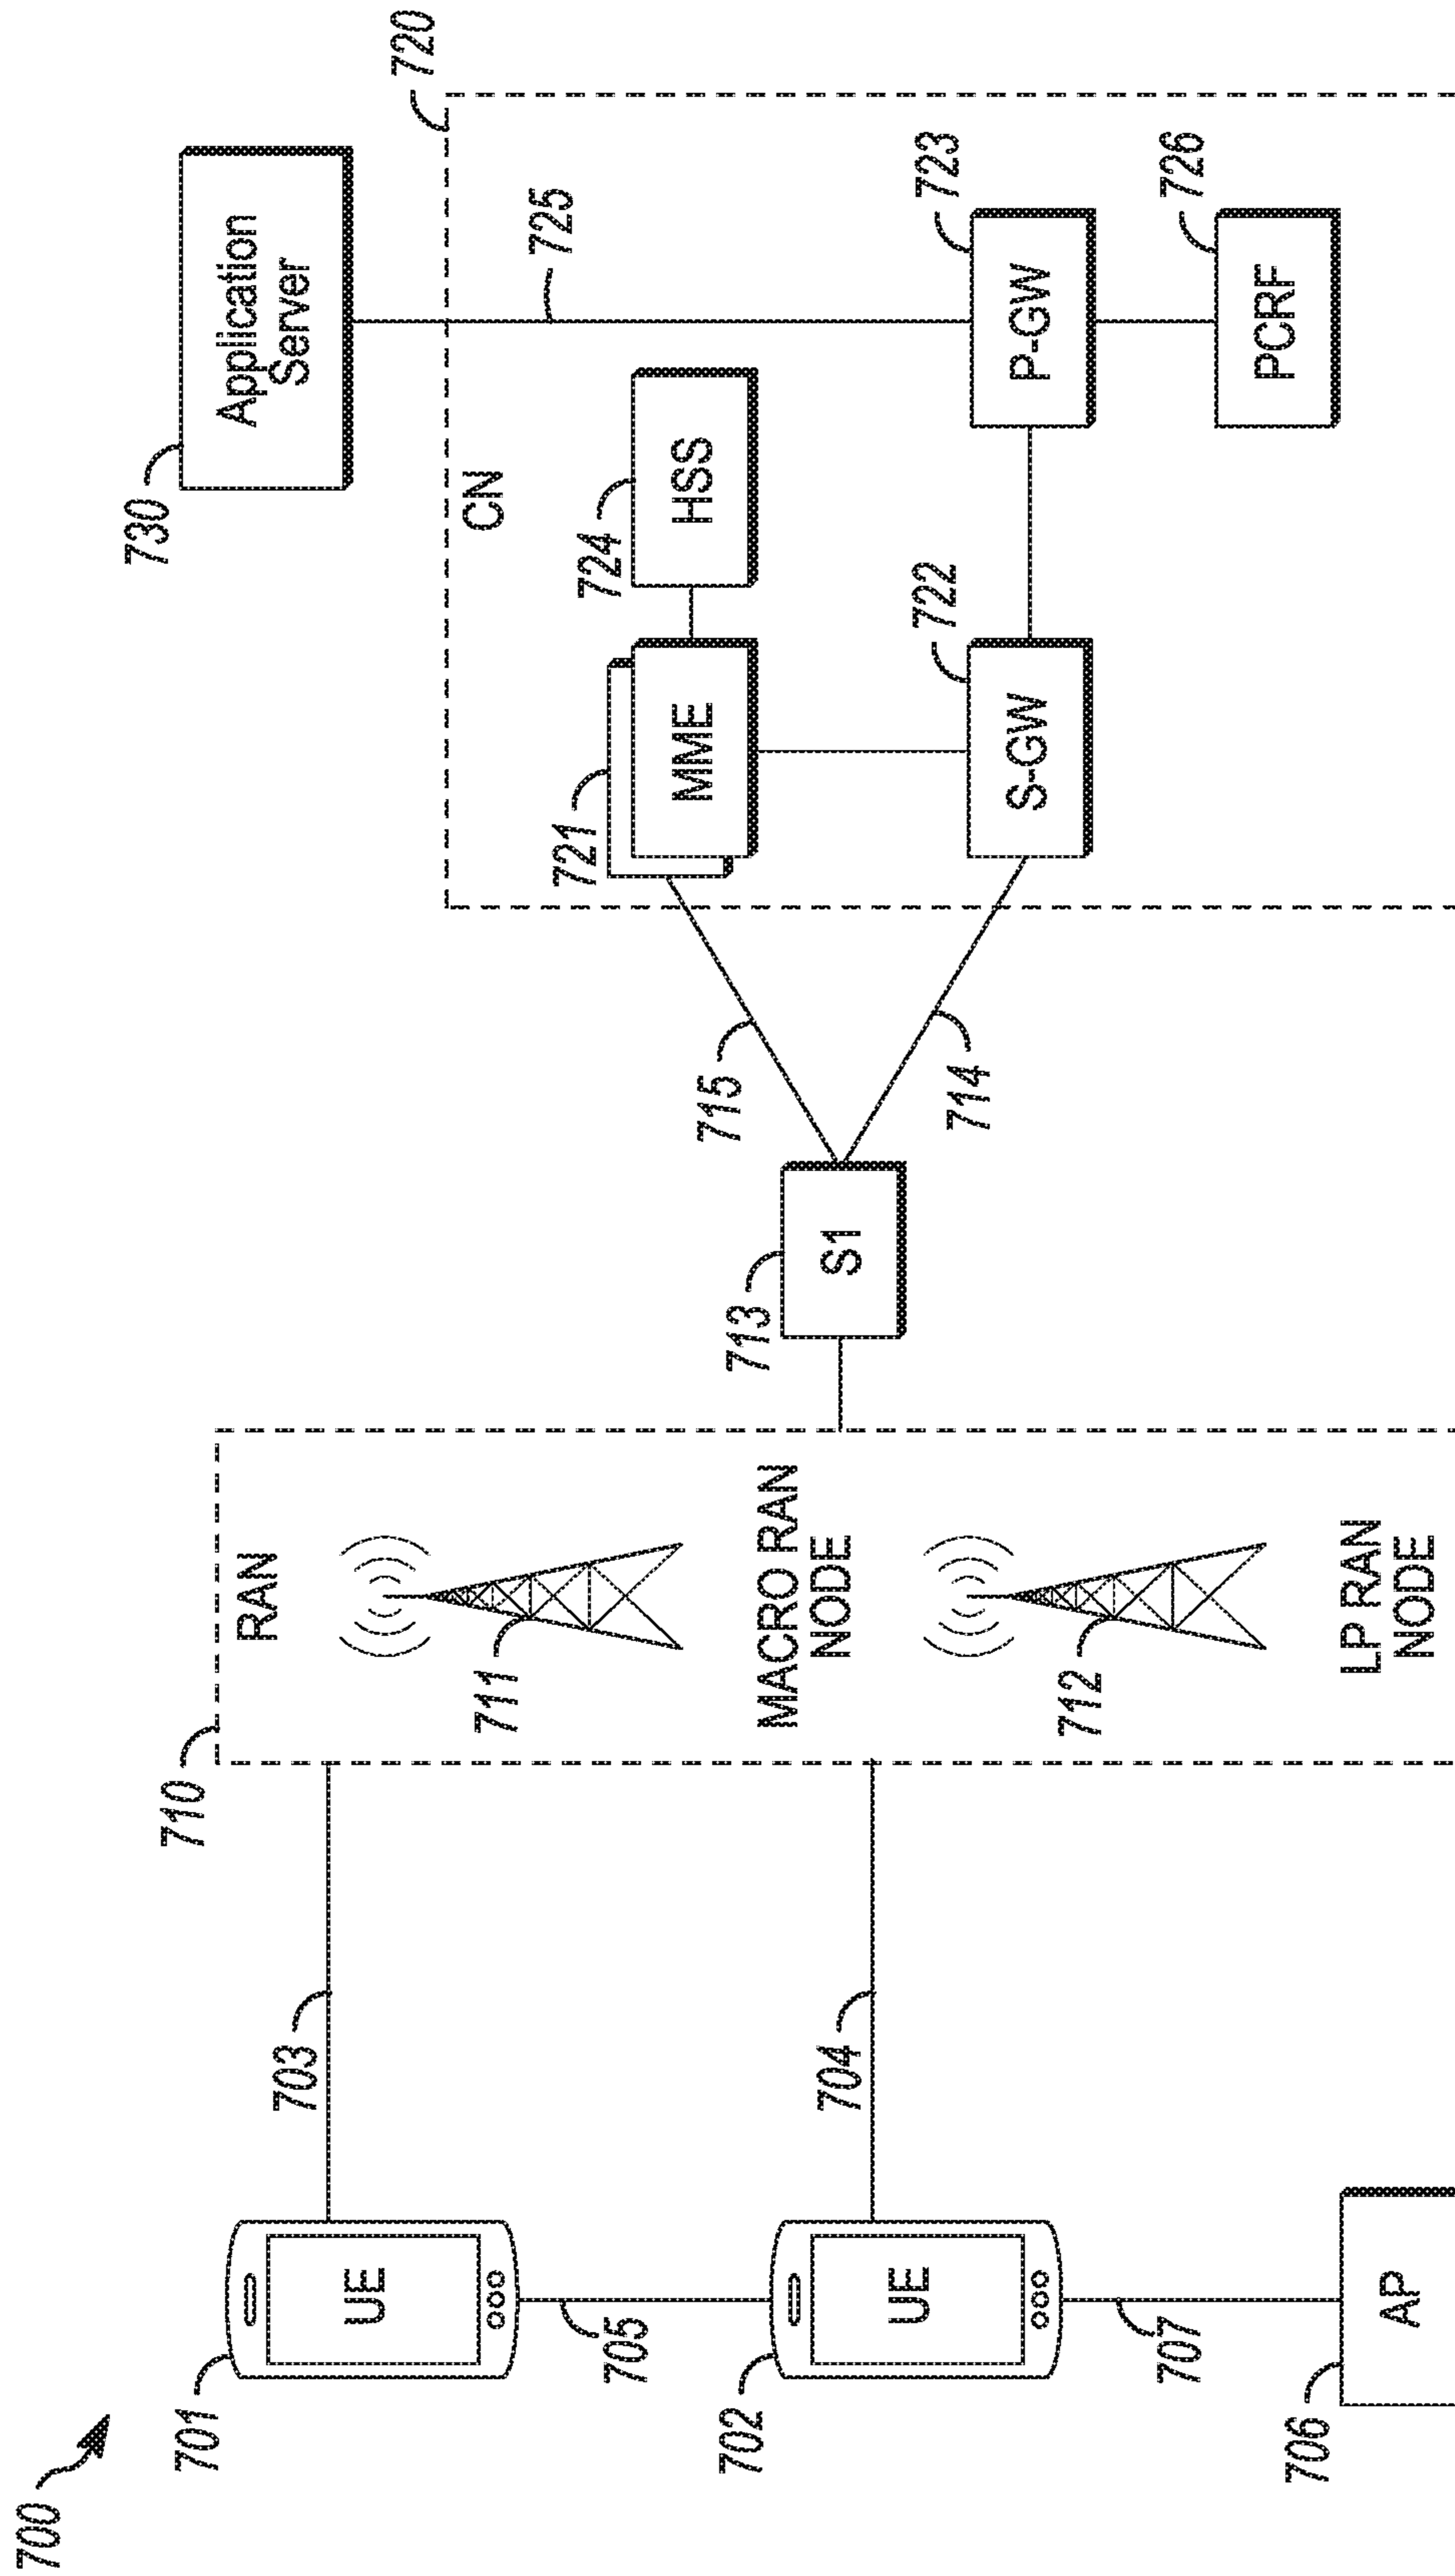 700
701
UE
703
705
702
UE
704
707
706
AP
710
RAN
711
MACRO RAN
NODE
712
LP RAN
NODE
713
S1
715
714
730
Application
Server
720
CN
725
721
MME
724
HSS
722
S-GW
723
P-GW
726
PCRF